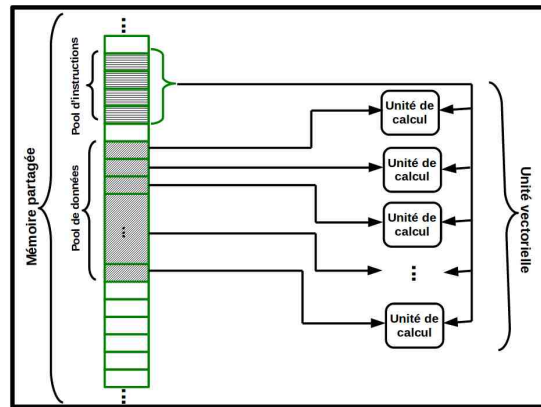 ...
Mémoire partagée
Pool d'instructions
Pool de données
...
...
Unité de
calcul
Unité de
calcul
Unité de
calcul
...
Unité de
calcul
Unité vectorielle